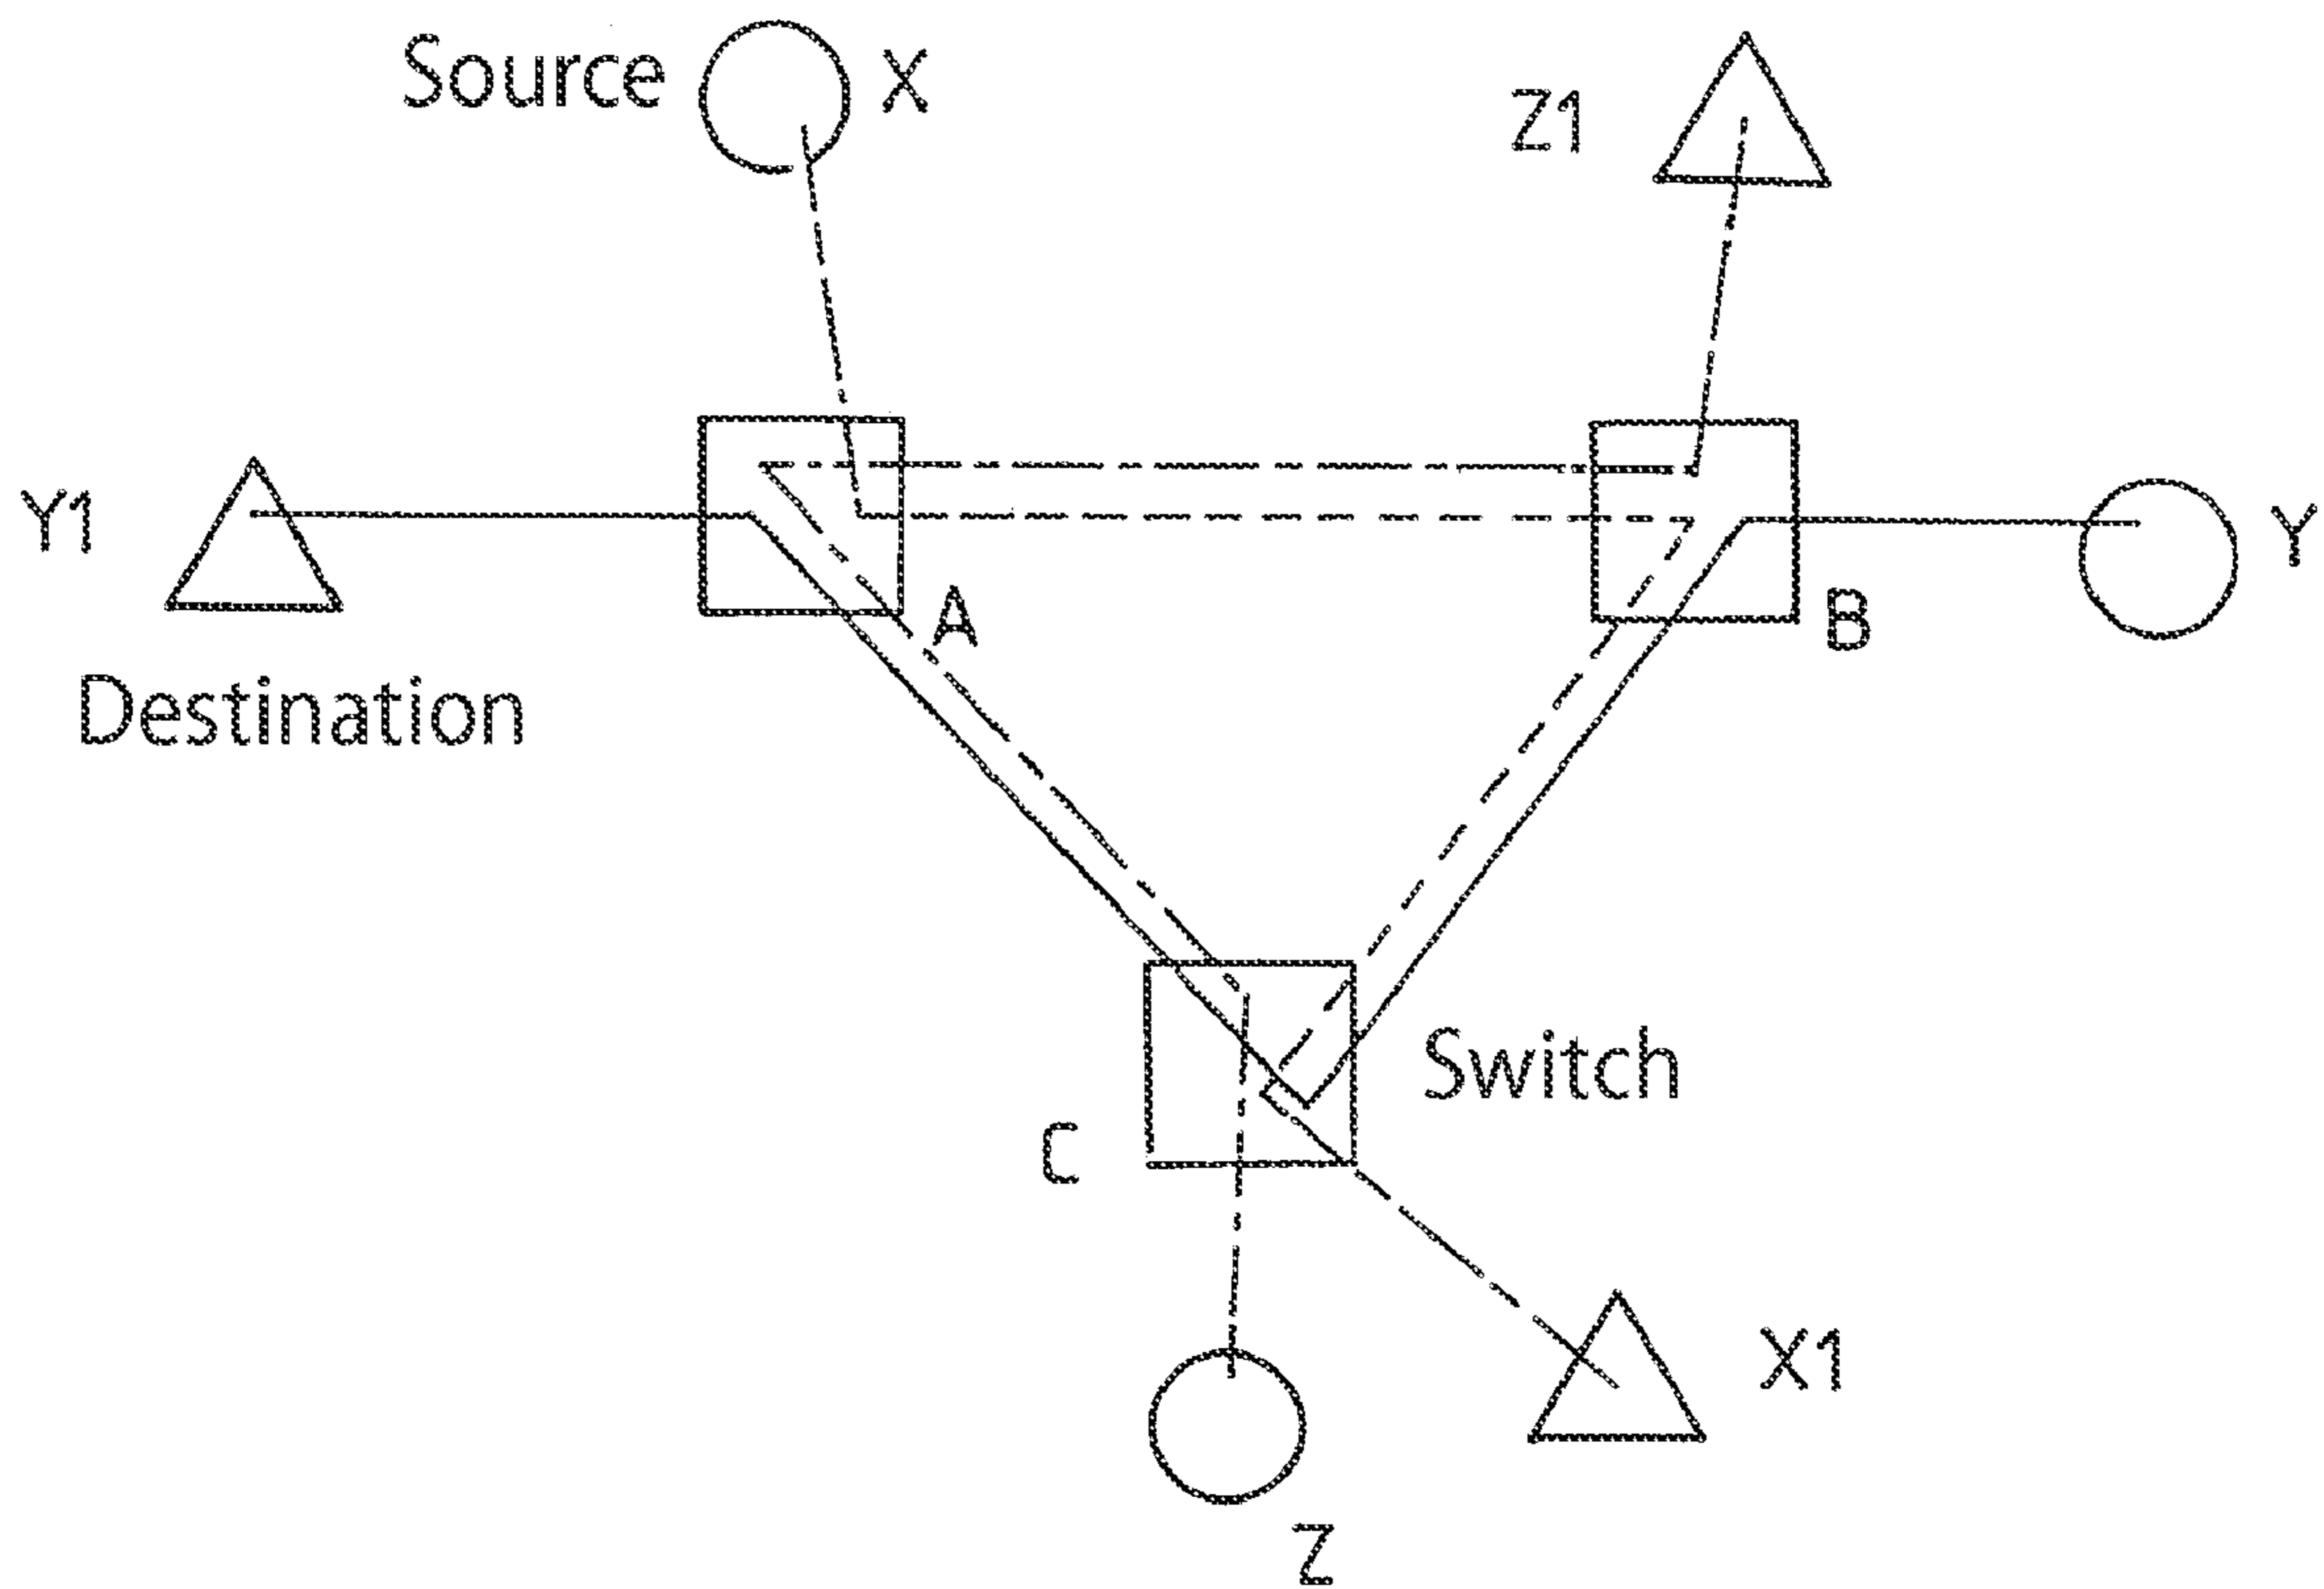 Source X
Z1
Y1
Y
A
B
Destination
Switch
C
X1
Z